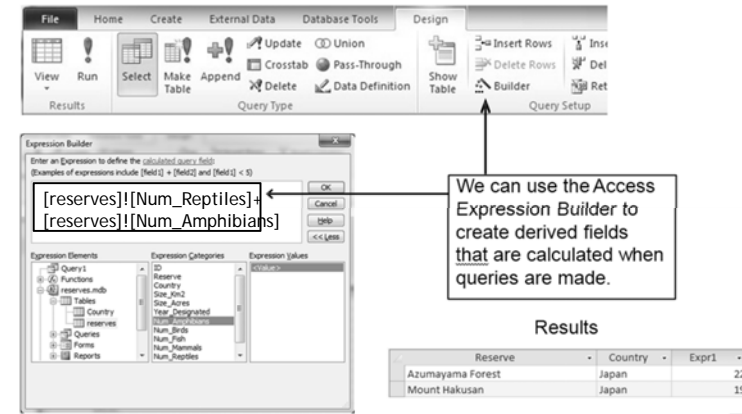 File Home Create External Data Database Tools Design
View Run Select Make Table Append Update Union Crosstab Pass-Through Delete Data Definition Show Table Insert Rows Delete Rows Builder
Results Query Type Query Setup
Expression Builder
Enter an Expression to define the calculated query field:
(Examples of expressions include [field1] + [field2] and [field1] < 5)
[reserves]![Num_Reptiles]+
[reserves]![Num_Amphibians]
OK
Cancel
Help
<< Less
Expression Elements Expression Categories Expression Values
Query1
Functions
reserves.mdb
Tables
Country
reserves
Queries
Forms
Reports
ID
Reserve
Country
Size_Km2
Size_Acres
Year_Designated
Num_Amphibians
Num_Birds
Num_Fish
Num_Mammals
Num_Reptiles
<Value>
We can use the Access
Expression Builder to
create derived fields
that are calculated when
queries are made.
Results
Reserve Country Expr1
Azumayama Forest Japan 22
Mount Hakusan Japan